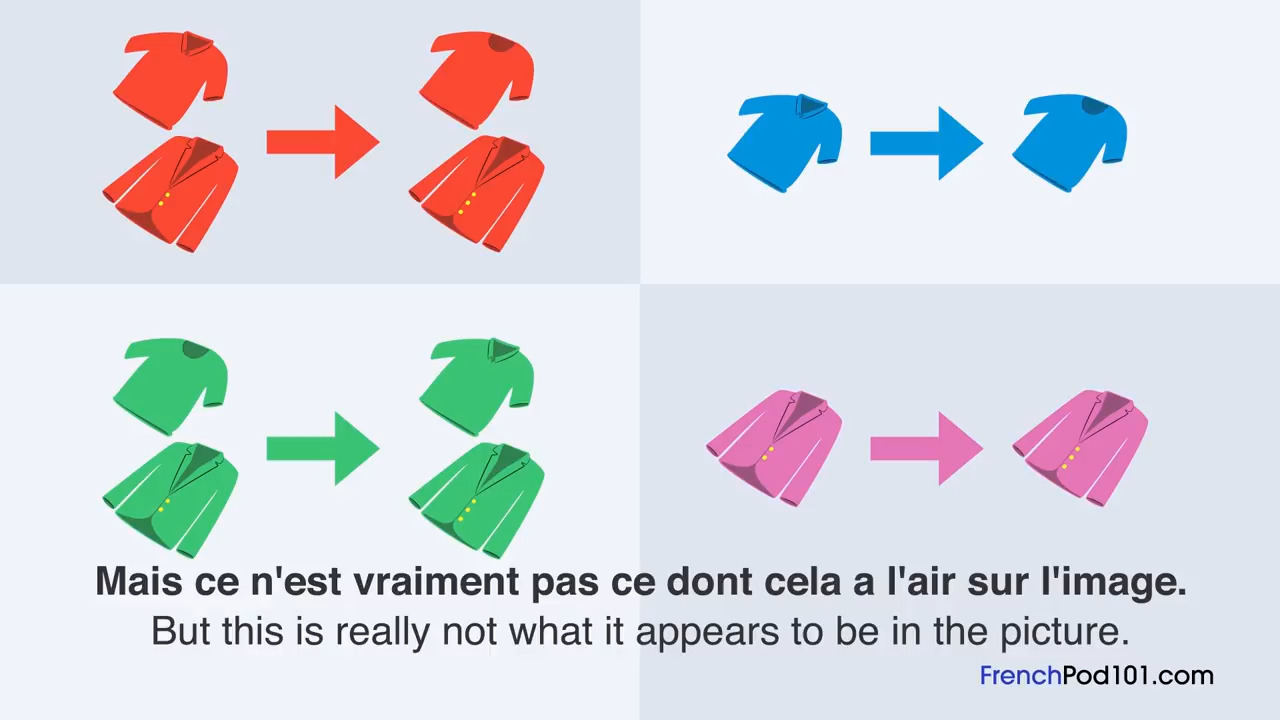 Mais ce n'est vraiment pas ce dont cela a l'air sur l'image.
But this is really not what it appears to be in the picture.
FrenchPod101.com